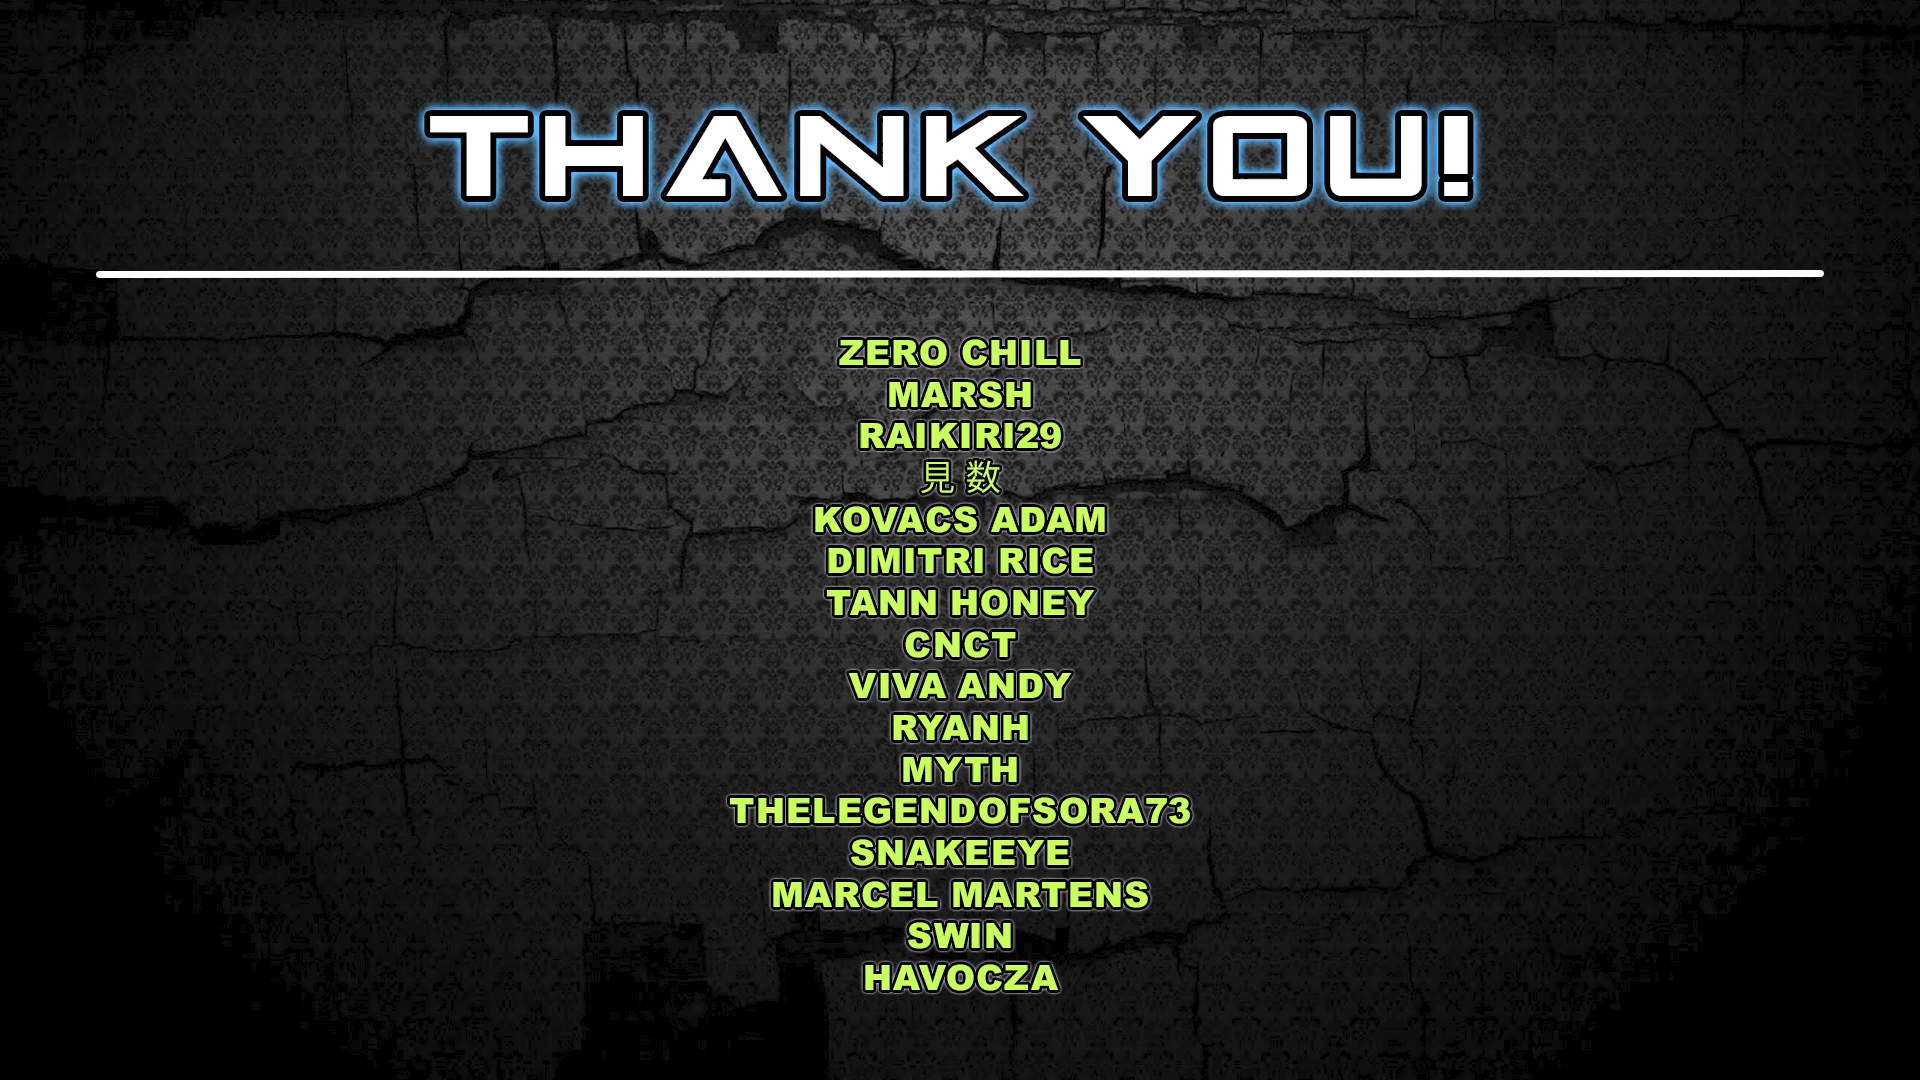 THANK YOU!
ZERO CHILL
MARSH
RAIKIRI29
見 数
KOVACS ADAM
DIMITRI RICE
TANN HONEY
CNCT
VIVA ANDY
RYANH
MYTH
THELEGENDOFSORA73
SNAKEEYE
MARCEL MARTENS
SWIN
HAVOCZA